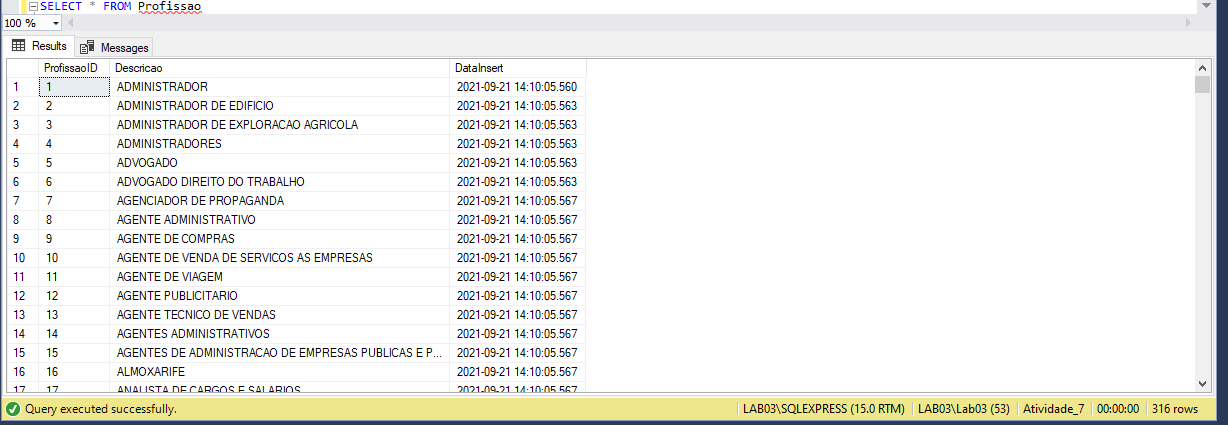 SELECT * FROM Profissao
100 %
Results Messages
ProfissaoID Descricao DataInsert
1 1 ADMINISTRADOR 2021-09-21 14:10:05.560
2 2 ADMINISTRADOR DE EDIFICIO 2021-09-21 14:10:05.563
3 3 ADMINISTRADOR DE EXPLORACAO AGRICOLA 2021-09-21 14:10:05.563
4 4 ADMINISTRADORES 2021-09-21 14:10:05.563
5 5 ADVOGADO 2021-09-21 14:10:05.563
6 6 ADVOGADO DIREITO DO TRABALHO 2021-09-21 14:10:05.563
7 7 AGENCIADOR DE PROPAGANDA 2021-09-21 14:10:05.567
8 8 AGENTE ADMINISTRATIVO 2021-09-21 14:10:05.567
9 9 AGENTE DE COMPRAS 2021-09-21 14:10:05.567
10 10 AGENTE DE VENDA DE SERVICOS AS EMPRESAS 2021-09-21 14:10:05.567
11 11 AGENTE DE VIAGEM 2021-09-21 14:10:05.567
12 12 AGENTE PUBLICITARIO 2021-09-21 14:10:05.567
13 13 AGENTE TECNICO DE VENDAS 2021-09-21 14:10:05.567
14 14 AGENTES ADMINISTRATIVOS 2021-09-21 14:10:05.567
15 15 AGENTES DE ADMINISTRACAO DE EMPRESAS PUBLICAS E P... 2021-09-21 14:10:05.567
16 16 ALMOXARIFE 2021-09-21 14:10:05.567
17 17 ANALISTA DE CARGOS E SALARIOS 2021-09-21 14:10:05.567
Query executed successfully. LAB03\SQLEXPRESS (15.0 RTM) LAB03\Lab03 (53) Atividade_7 00:00:00 316 rows